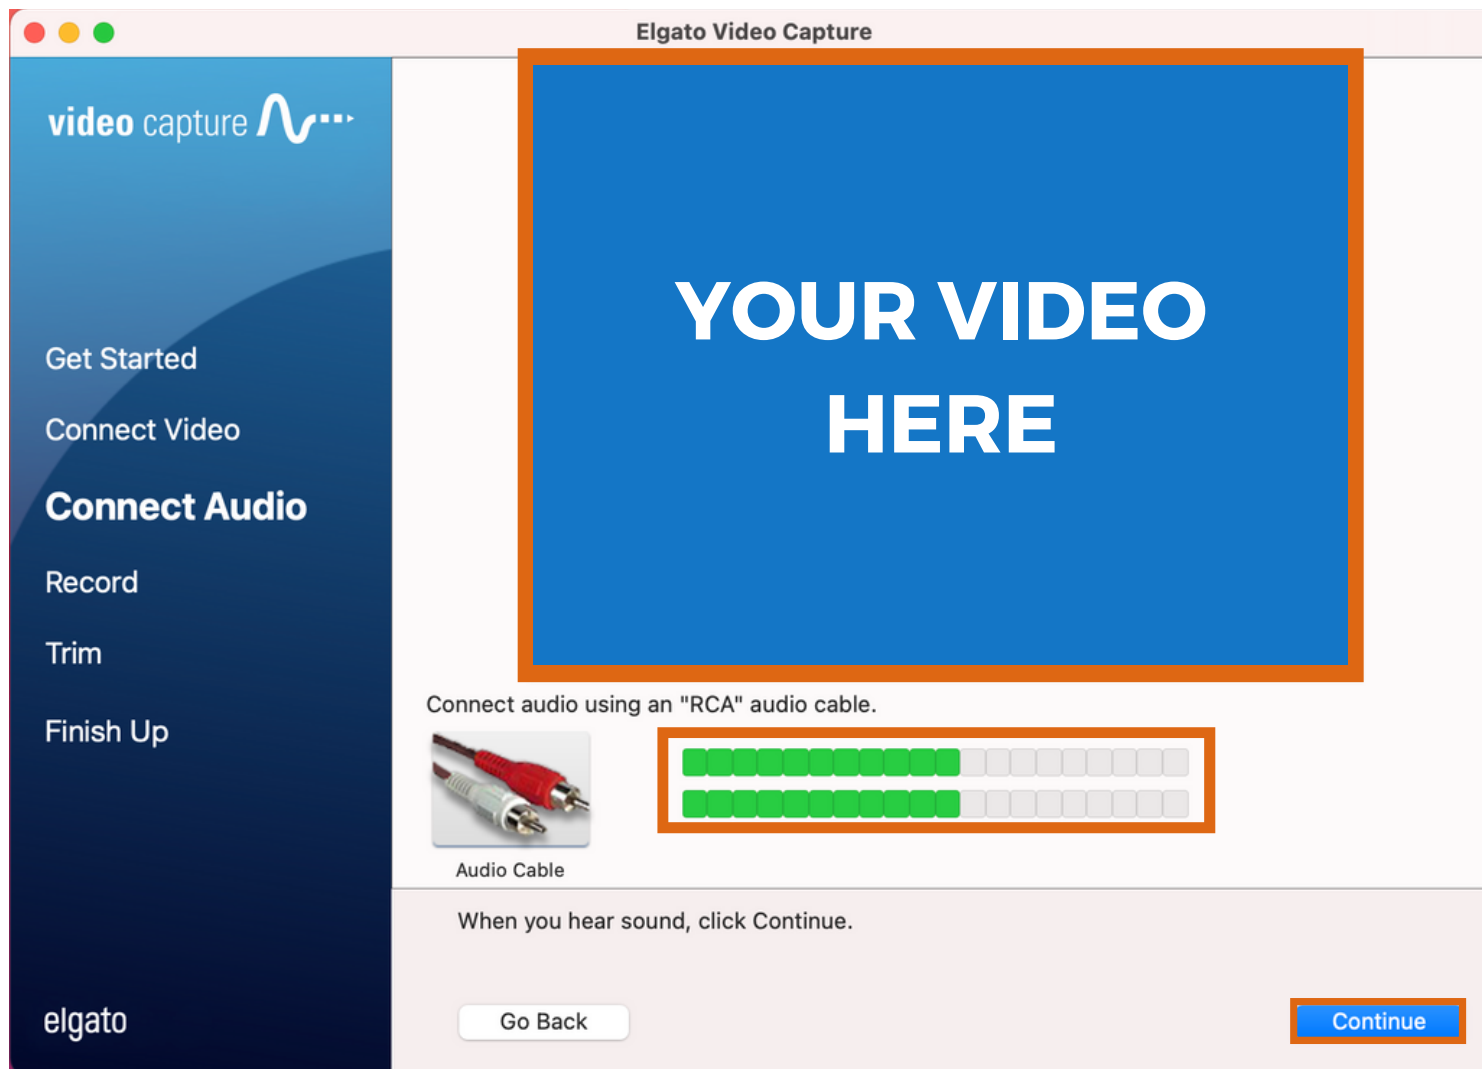 Elgato Video Capture
video capture
Get Started
Connect Video
Connect Audio
Record
Trim
Finish Up
elgato
YOUR VIDEO
HERE
Connect audio using an "RCA" audio cable.
Audio Cable
When you hear sound, click Continue.
Go Back
Continue